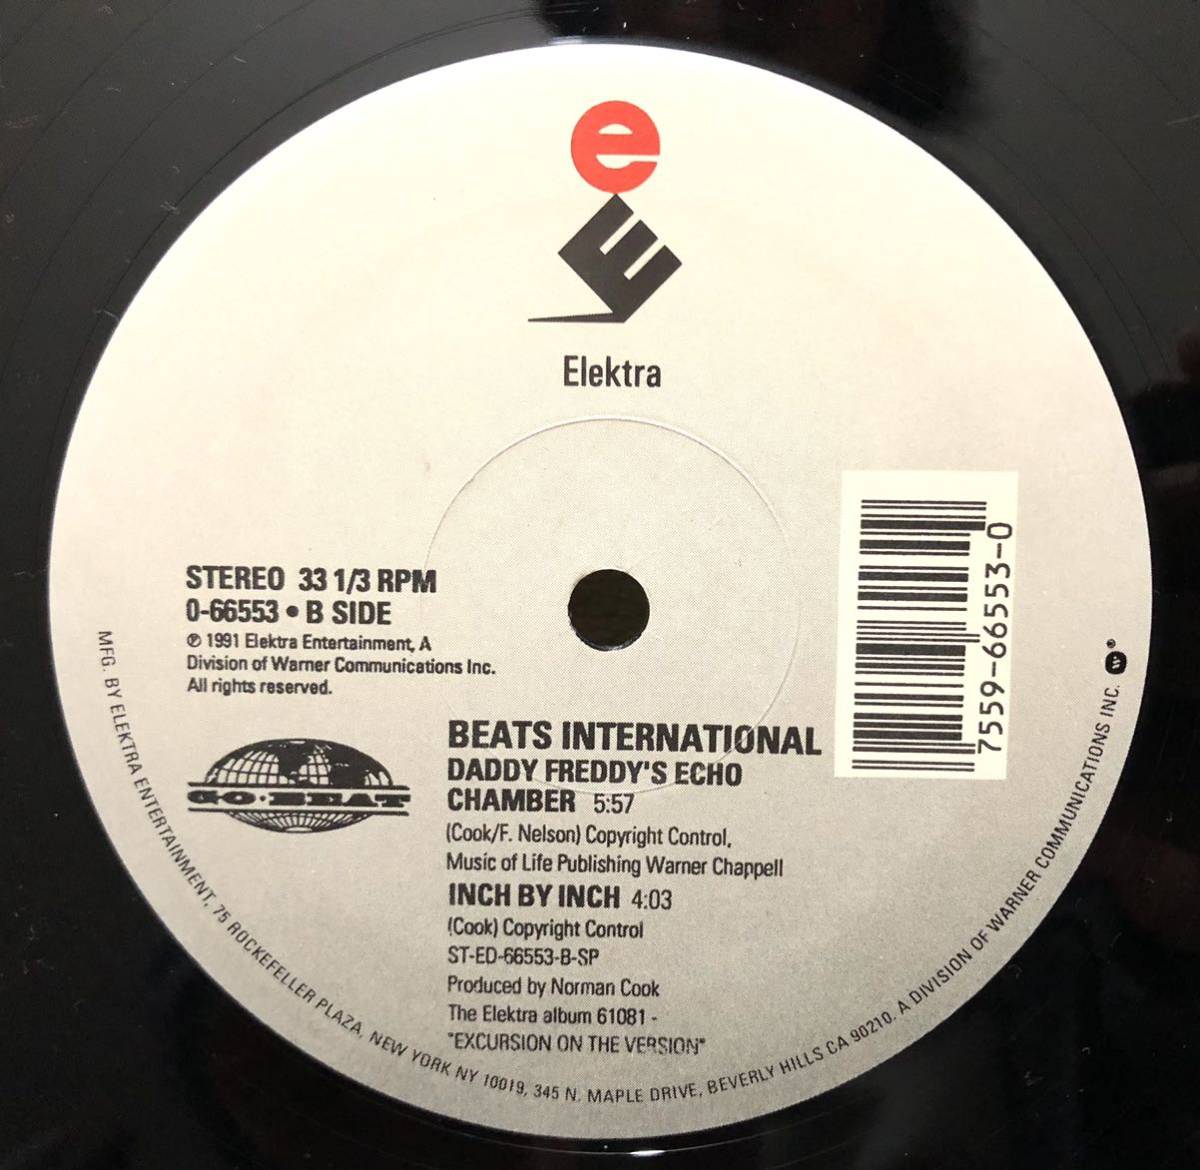 e
E
Elektra
STEREO 33 1/3 RPM
0-66553 • B SIDE
℗ 1991 Elektra Entertainment, A
Division of Warner Communications Inc.
All rights reserved.
GO·BEAT
BEATS INTERNATIONAL
DADDY FREDDY'S ECHO
CHAMBER 5:57
(Cook/F. Nelson) Copyright Control,
Music of Life Publishing Warner Chappell
INCH BY INCH 4:03
(Cook) Copyright Control
ST-ED-66553-B-SP
Produced by Norman Cook
The Elektra album 61081 -
"EXCURSION ON THE VERSION"
7559-66553-0
MFG. BY ELEKTRA ENTERTAINMENT, 75 ROCKEFELLER PLAZA, NEW YORK NY 10019, 345 N. MAPLE DRIVE, BEVERLY HILLS CA 90210. A DIVISION OF WARNER COMMUNICATIONS INC. W ®